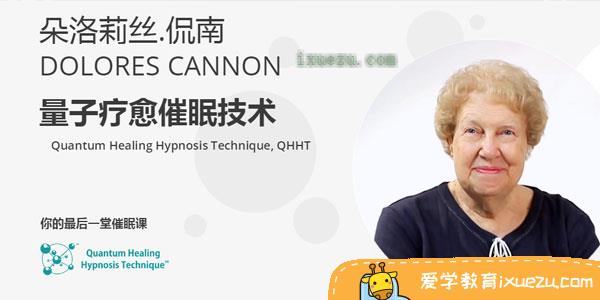 朵洛莉丝.侃南
DOLORES CANNON
ixuezu.com
量子疗愈催眠技术
Quantum Healing Hypnosis Technique, QHHT
你的最后一堂催眠课
Quantum Healing
Hypnosis Technique℠
爱学教育ixuezu.com